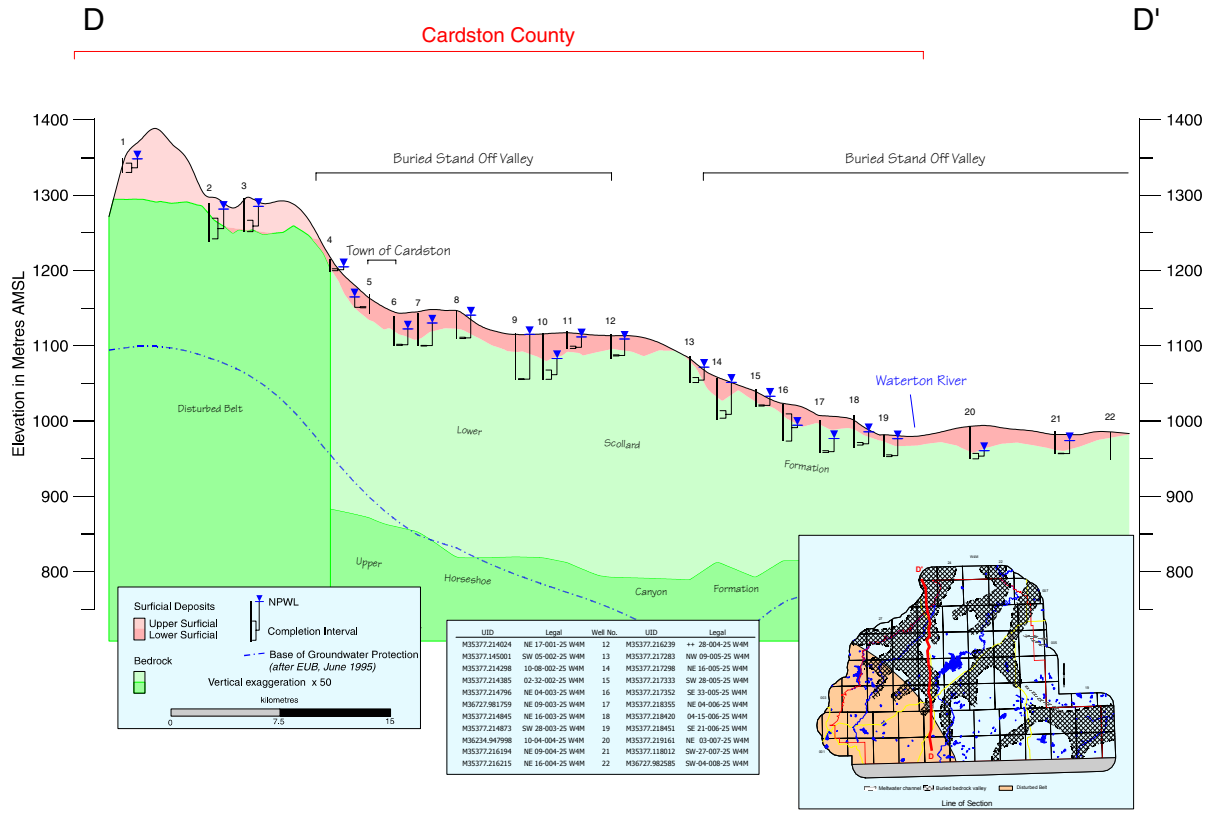 D
D'
Cardston County
1400
1300
1200
1100
1000
900
800
Elevation in Metres AMSL
1400
1300
1200
1100
1000
900
800
Buried Stand Off Valley
Buried Stand Off Valley
Town of Cardston
Waterton River
1
2
3
4
5
6
7
8
9
10
11
12
13
14
15
16
17
18
19
20
21
22
Disturbed Belt
Lower
Scollard
Formation
Upper
Horseshoe
Canyon
Formation
Surficial Deposits
Upper Surficial
Lower Surficial
Bedrock
NPWL
Completion Interval
Base of Groundwater Protection
(after EUB, June 1995)
Vertical exaggeration x 50
kilometres
0 7.5 15
UID Legal Well No. UID Legal
M35377.214024 NE 17-001-25 W4M 12 M35377.216239 ++ 28-004-25 W4M
M35377.145001 SW 05-002-25 W4M 13 M35377.217283 NW 09-005-25 W4M
M35377.214298 10-08-002-25 W4M 14 M35377.217298 NE 16-005-25 W4M
M35377.214385 02-32-002-25 W4M 15 M35377.217333 SW 28-005-25 W4M
M35377.214796 NE 04-003-25 W4M 16 M35377.217352 SE 33-005-25 W4M
M36727.981759 NE 09-003-25 W4M 17 M35377.218355 NE 04-006-25 W4M
M35377.214845 NE 16-003-25 W4M 18 M35377.218420 04-15-006-25 W4M
M35377.214873 SW 28-003-25 W4M 19 M35377.218451 SE 21-006-25 W4M
M36234.947998 10-04-004-25 W4M 20 M35377.219161 NE 03-007-25 W4M
M35377.216194 NE 09-004-25 W4M 21 M35377.118012 SW-27-007-25 W4M
M35377.216215 NE 16-004-25 W4M 22 M36727.982585 SW-04-008-25 W4M
D'
D
W4M
Meltwater channel Buried bedrock valley Disturbed Belt
Line of Section